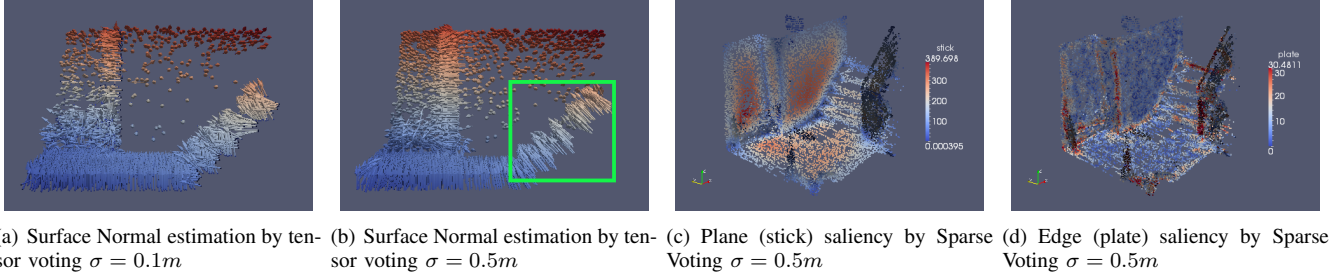 stick
389.698
300
200
100
0.000395
plate
30.4811
30
20
10
0
(a) Surface Normal estimation by ten-
sor voting σ = 0.1m
(b) Surface Normal estimation by ten-
sor voting σ = 0.5m
(c) Plane (stick) saliency by Sparse
Voting σ = 0.5m
(d) Edge (plate) saliency by Sparse
Voting σ = 0.5m